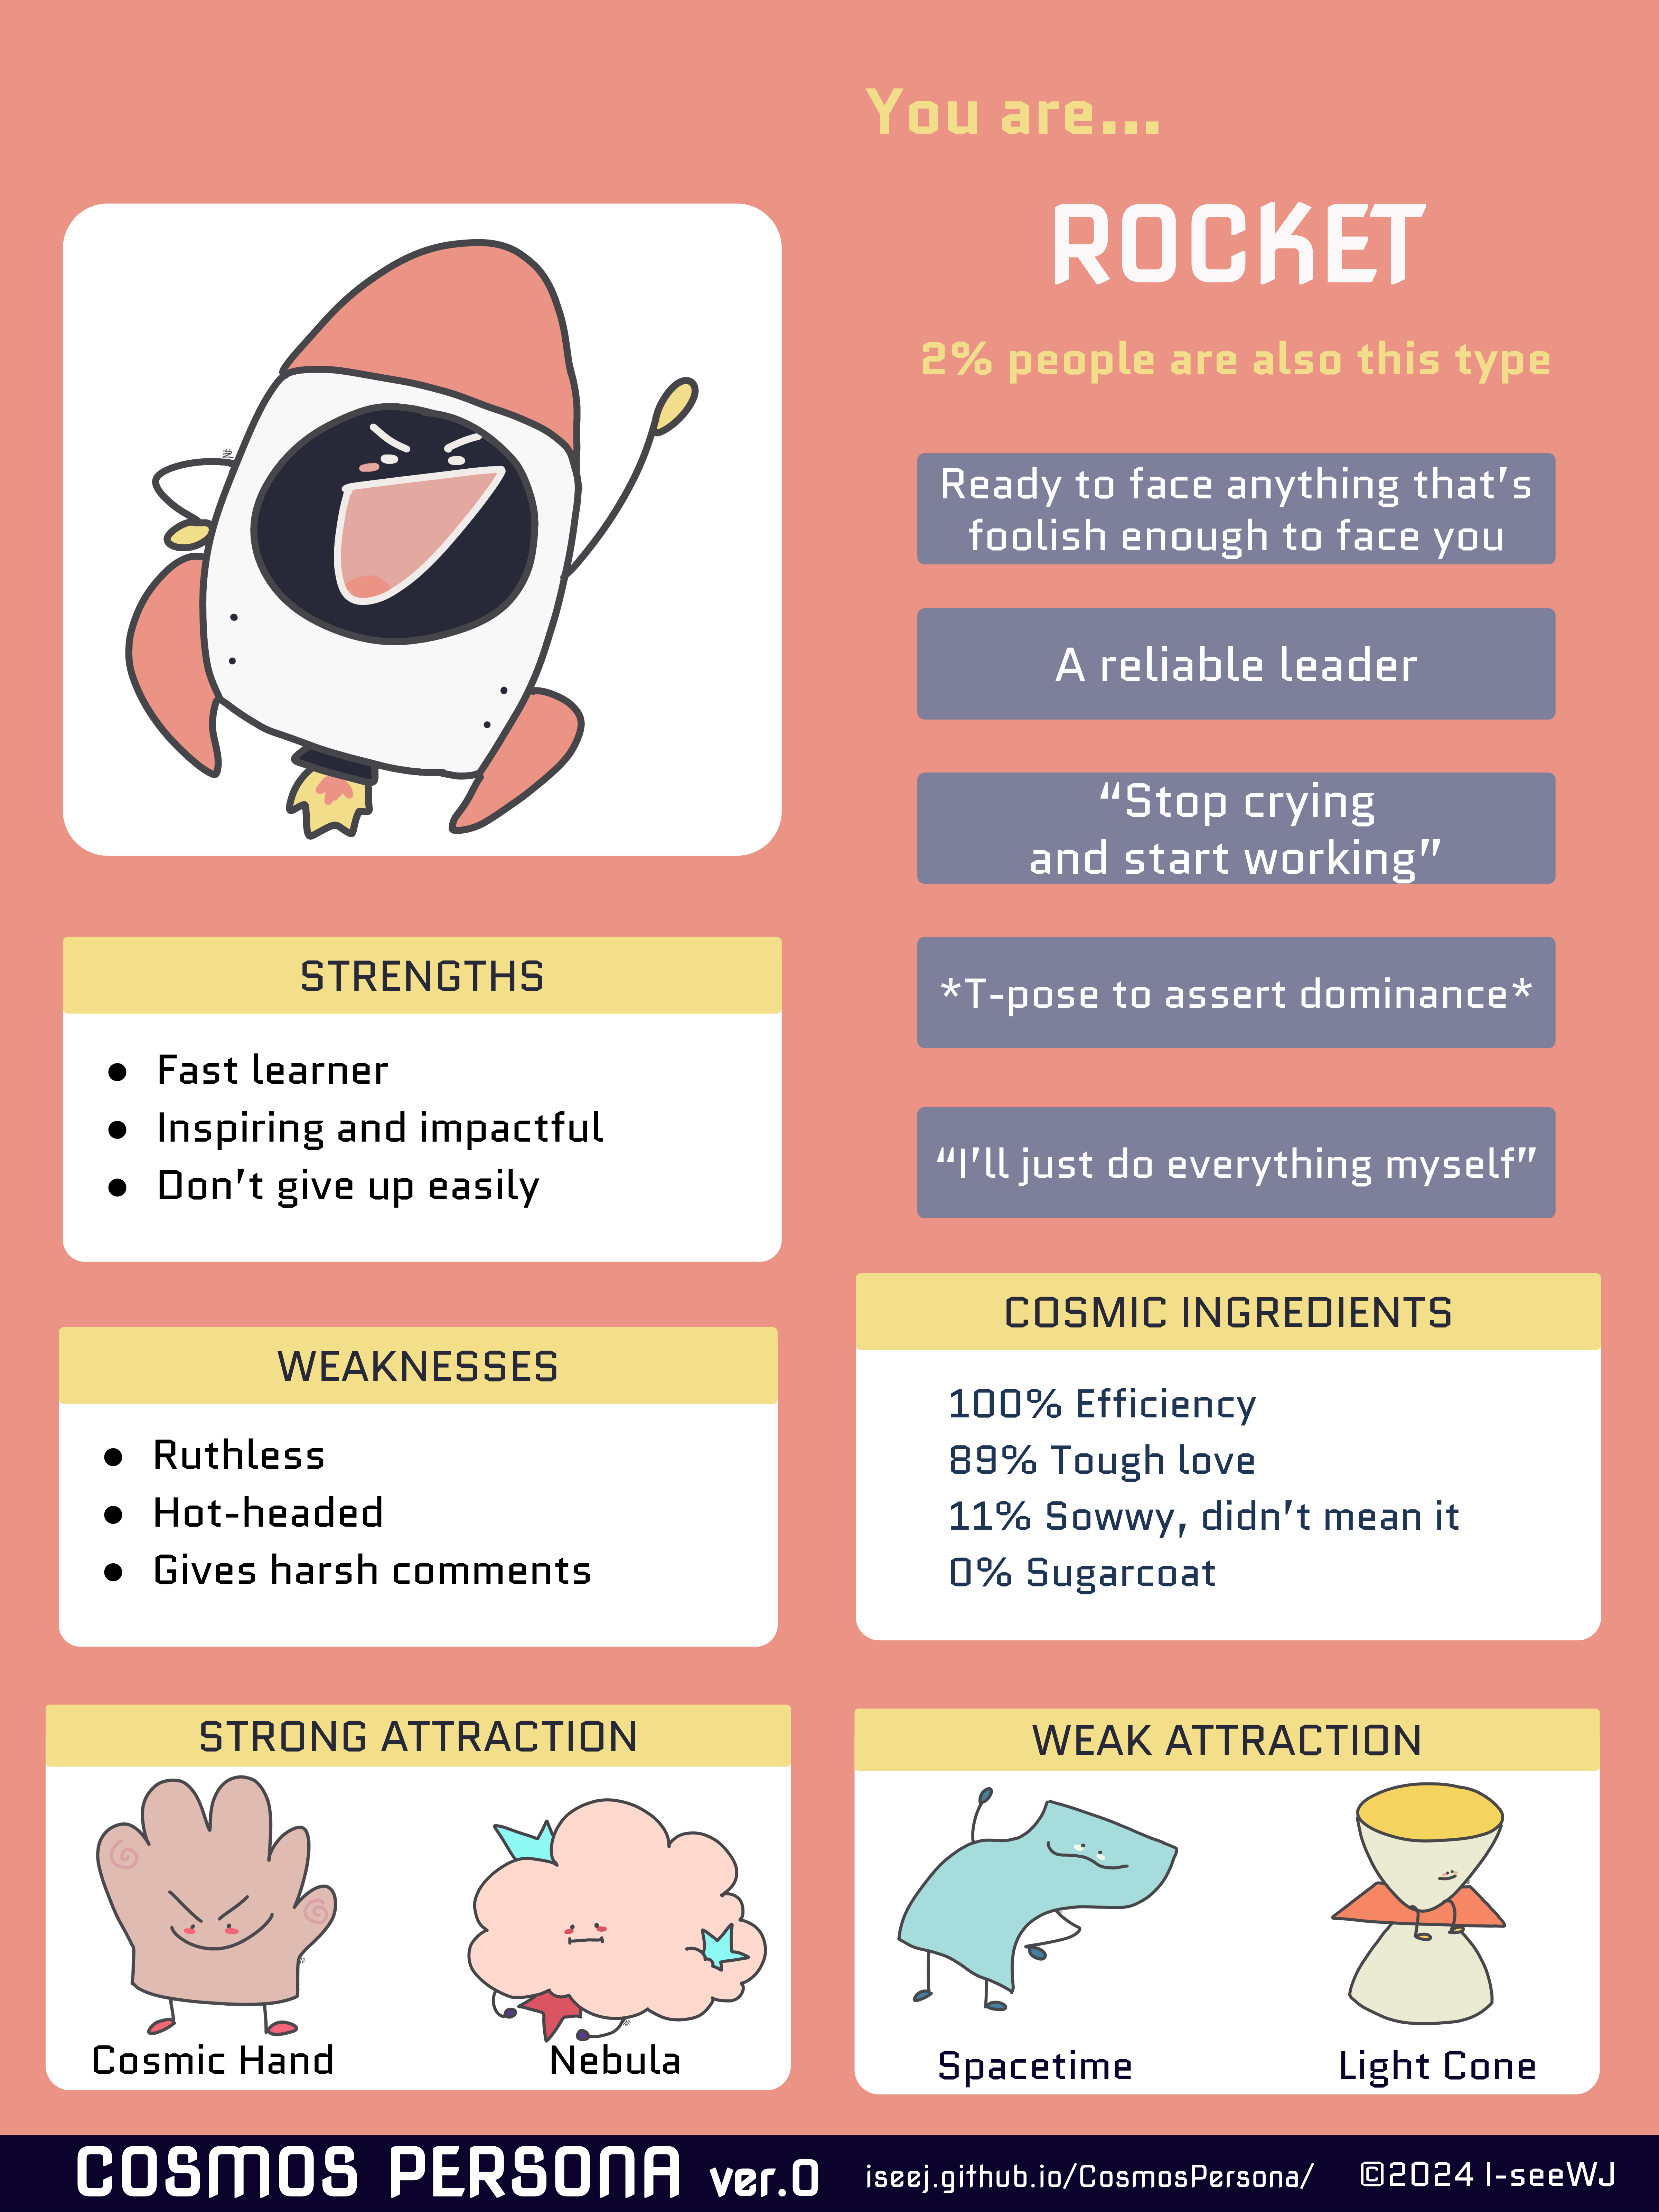 You are...
ROCKET
2% people are also this type
Ready to face anything that's
foolish enough to face you
A reliable leader
“Stop crying
and start working”
*T-pose to assert dominance*
“I'll just do everything myself”
STRENGTHS
● Fast learner
● Inspiring and impactful
● Don't give up easily
WEAKNESSES
● Ruthless
● Hot-headed
● Gives harsh comments
COSMIC INGREDIENTS
100% Efficiency
89% Tough love
11% Sowwy, didn't mean it
0% Sugarcoat
STRONG ATTRACTION
Cosmic Hand
Nebula
WEAK ATTRACTION
Spacetime
Light Cone
COSMOS PERSONA ver.0
iseej.github.io/CosmosPersona/
©2024 I-seeWJ